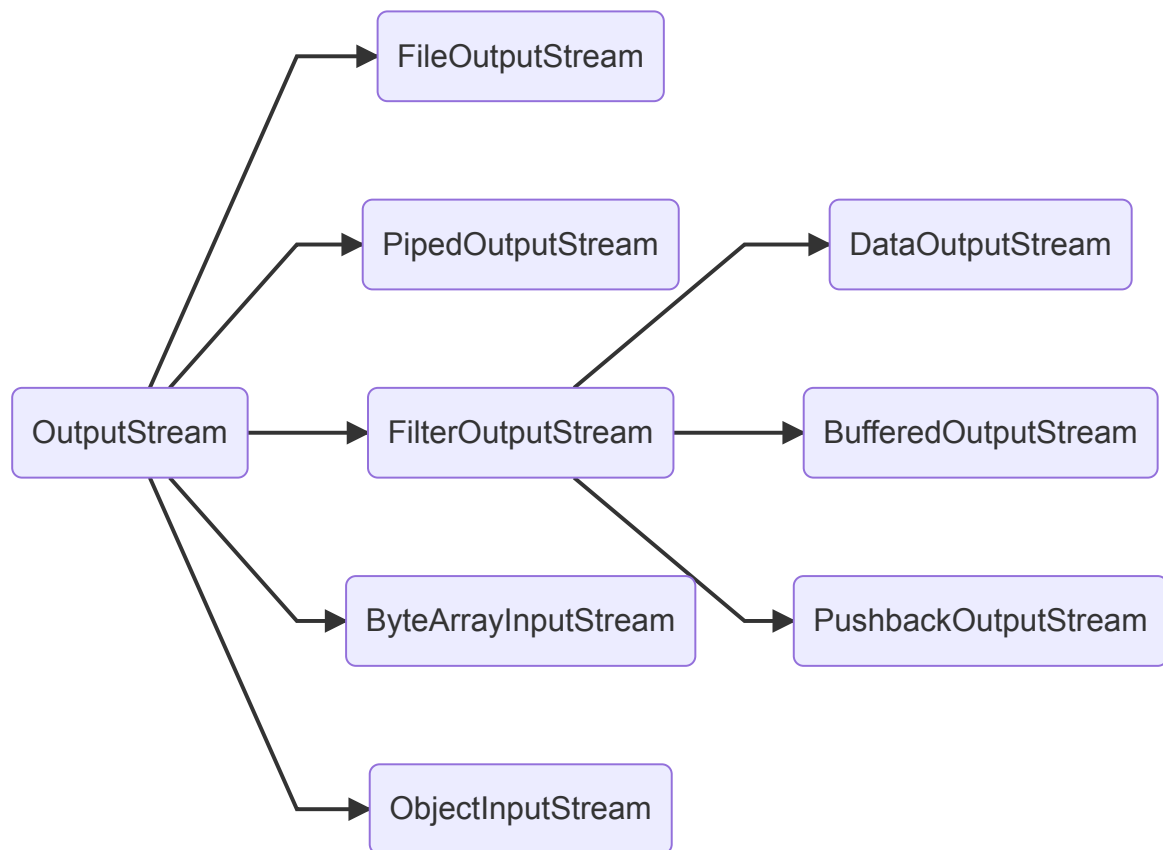 FileOutputStream
PipedOutputStream
DataOutputStream
OutputStream
FilterOutputStream
BufferedOutputStream
ByteArrayInputStream
PushbackOutputStream
ObjectInputStream